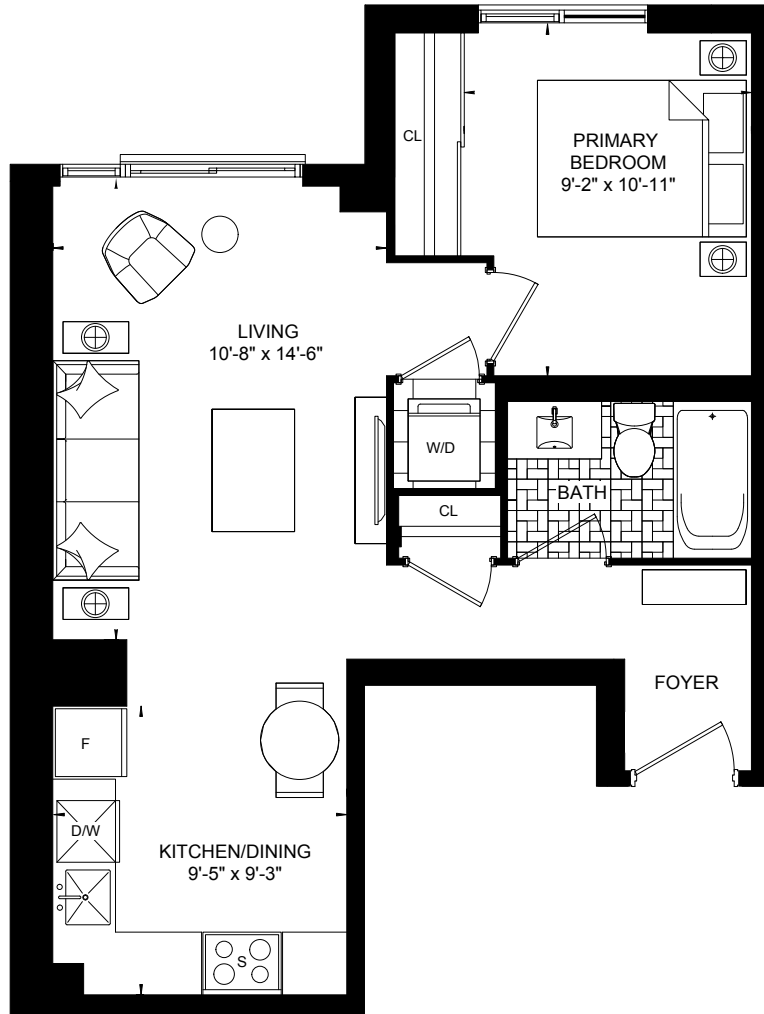 CL
PRIMARY
BEDROOM
9'-2" x 10'-11"
LIVING
10'-8" x 14'-6"
W/D
CL
BATH
FOYER
F
D/W
KITCHEN/DINING
9'-5" x 9'-3"
S